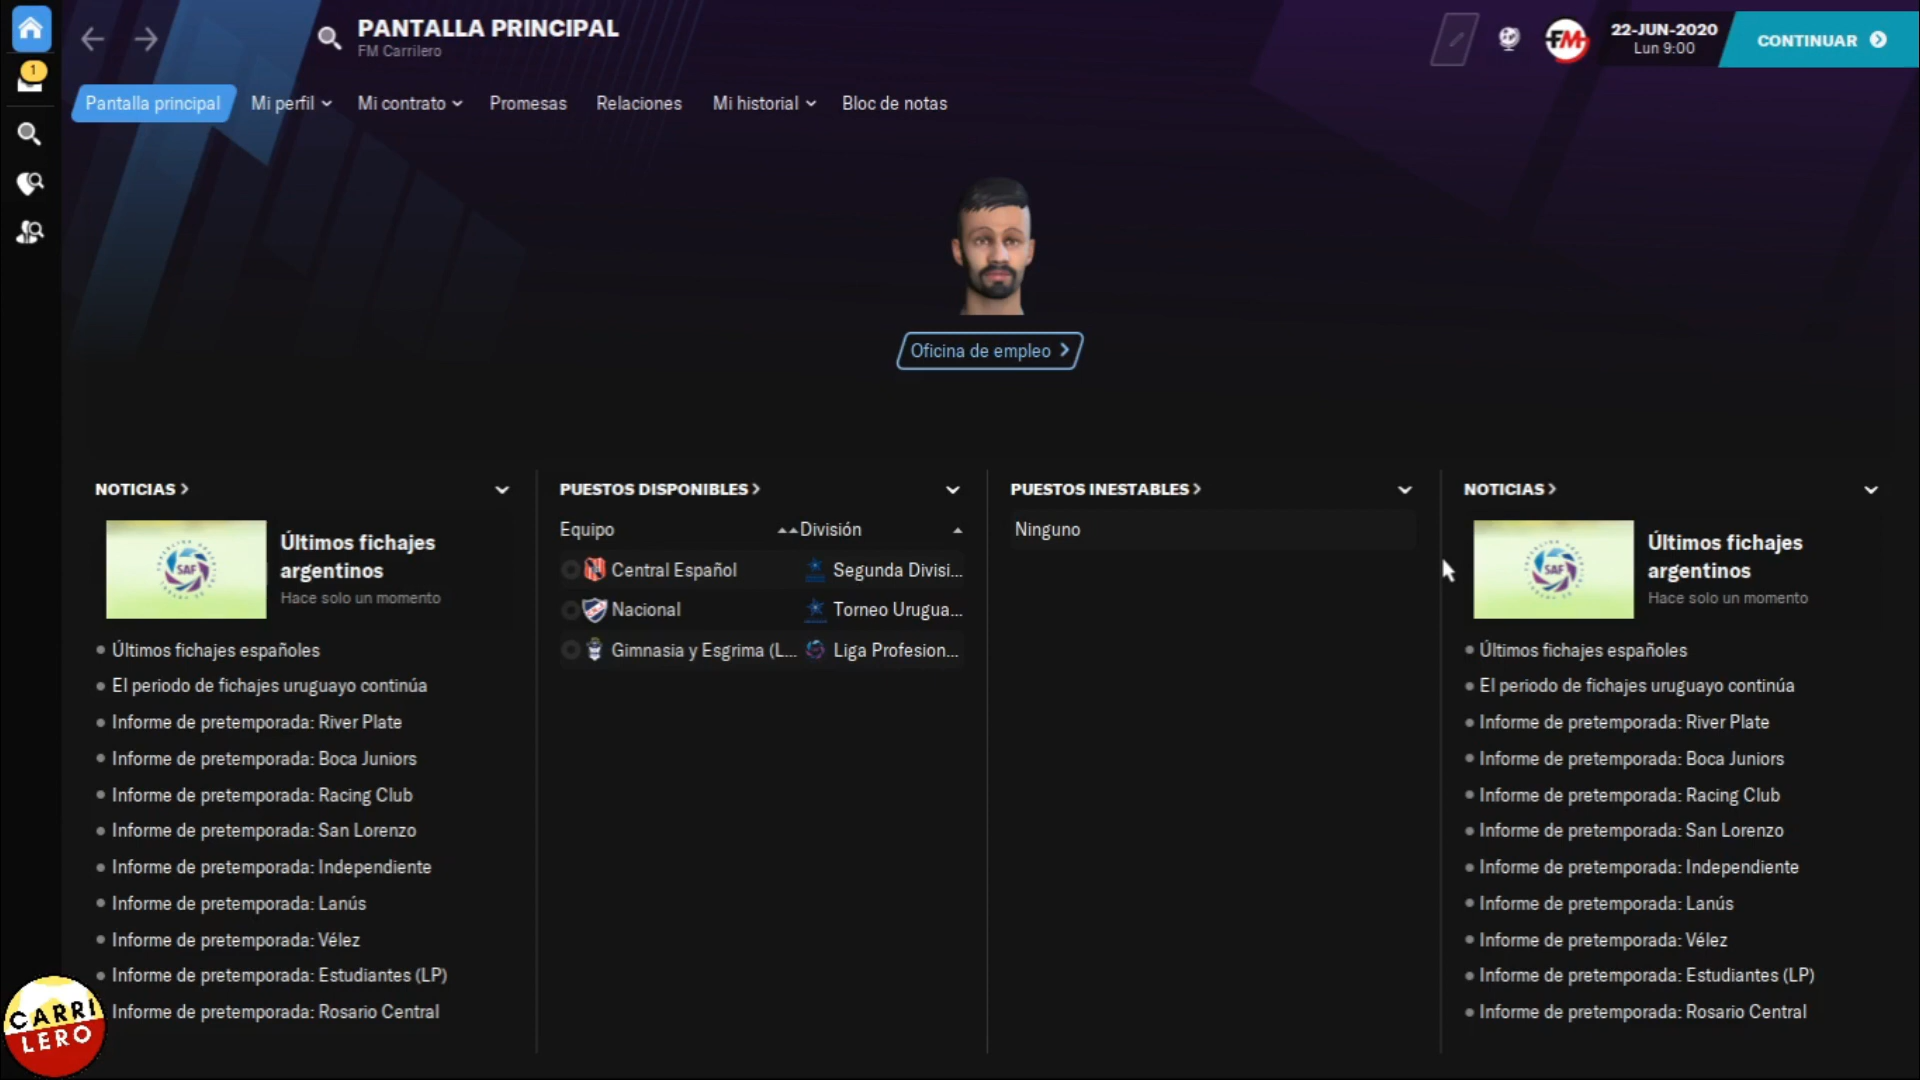 PANTALLA PRINCIPAL
FM Carrilero
FM
22-JUN-2020
Lun 9:00
CONTINUAR
1
Pantalla principal
Mi perfil
Mi contrato
Promesas
Relaciones
Mi historial
Bloc de notas
Oficina de empleo
NOTICIAS
SAF
Últimos fichajes
argentinos
Hace solo un momento
Últimos fichajes españoles
El periodo de fichajes uruguayo continúa
Informe de pretemporada: River Plate
Informe de pretemporada: Boca Juniors
Informe de pretemporada: Racing Club
Informe de pretemporada: San Lorenzo
Informe de pretemporada: Independiente
Informe de pretemporada: Lanús
Informe de pretemporada: Vélez
Informe de pretemporada: Estudiantes (LP)
Informe de pretemporada: Rosario Central
PUESTOS DISPONIBLES
Equipo División
Central Español Segunda Divisi...
Nacional Torneo Urugua...
Gimnasia y Esgrima (L... Liga Profesion...
PUESTOS INESTABLES
Ninguno
NOTICIAS
SAF
Últimos fichajes
argentinos
Hace solo un momento
Últimos fichajes españoles
El periodo de fichajes uruguayo continúa
Informe de pretemporada: River Plate
Informe de pretemporada: Boca Juniors
Informe de pretemporada: Racing Club
Informe de pretemporada: San Lorenzo
Informe de pretemporada: Independiente
Informe de pretemporada: Lanús
Informe de pretemporada: Vélez
Informe de pretemporada: Estudiantes (LP)
Informe de pretemporada: Rosario Central
CARRI
LERO